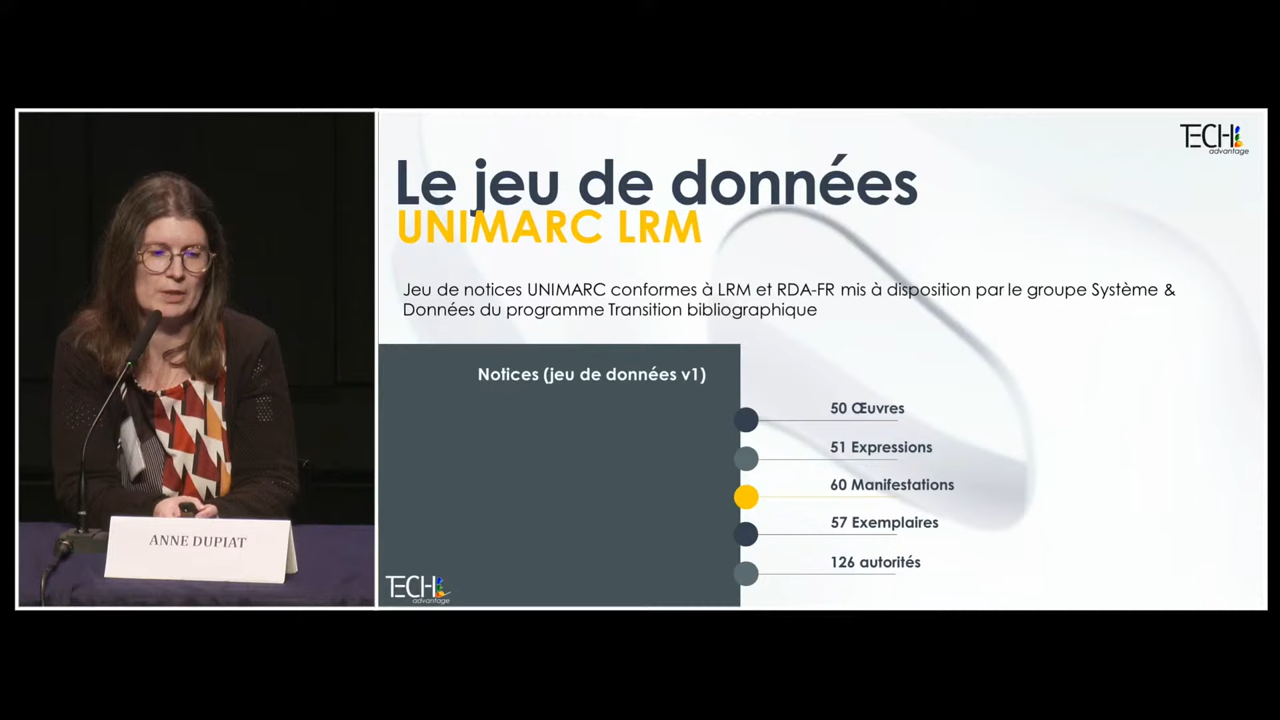 ANNE DUPIAT
TECH
advantage
Le jeu de données
UNIMARC LRM
Jeu de notices UNIMARC conformes à LRM et RDA-FR mis à disposition par le groupe Système &
Données du programme Transition bibliographique
Notices (jeu de données v1)
50 Œuvres
51 Expressions
60 Manifestations
57 Exemplaires
126 autorités
TECH
advantage